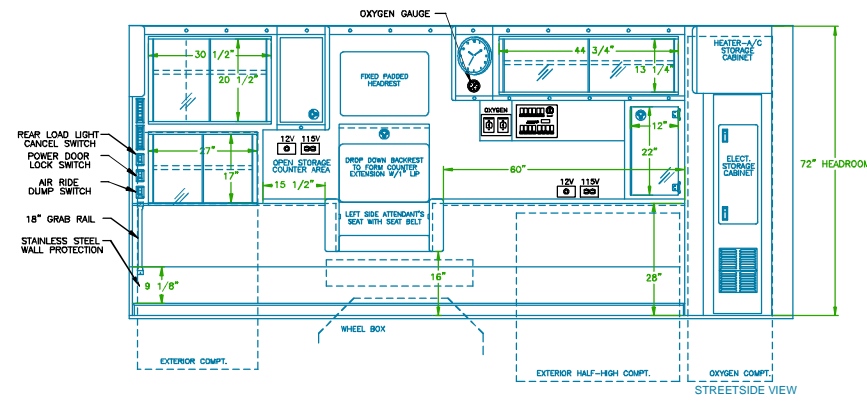 OXYGEN GAUGE
30 1/2"
20 1/2"
FIXED PADDED
HEADREST
44 3/4"
13 1/4"
HEATER-A/C
STORAGE
CABINET
OXYGEN
REAR LOAD LIGHT
CANCEL SWITCH
POWER DOOR
LOCK SWITCH
AIR RIDE
DUMP SWITCH
18" GRAB RAIL
STAINLESS STEEL
WALL PROTECTION
27"
17"
12V 115V
OPEN STORAGE
COUNTER AREA
15 1/2"
DROP DOWN BACKREST
TO FORM COUNTER
EXTENSION W/1" LIP
60"
12V 115V
12"
22"
ELECT.
STORAGE
CABINET
72" HEADROOM
LEFT SIDE ATTENDANT'S
SEAT WITH SEAT BELT
16"
28"
9 1/8"
WHEEL BOX
EXTERIOR COMPT.
EXTERIOR HALF-HIGH COMPT.
OXYGEN COMPT.
STREETSIDE VIEW